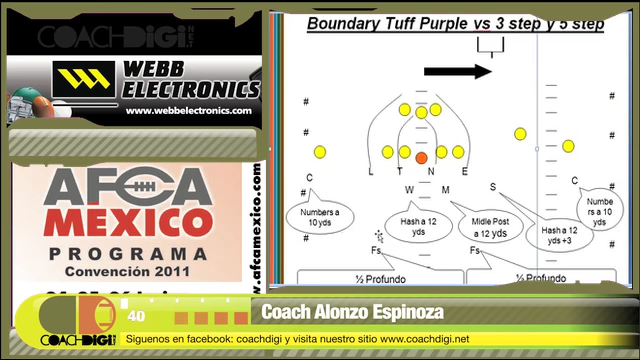 COACHDIGI.NET
WEBB
ELECTRONICS
www.webbelectronics.com
AFCA
MEXICO
PROGRAMA
Convención 2011
www.afcamexico.com
Boundary Tuff Purple vs 3 step y 5 step
# #
# #
L T N E
C C
W M S
Numbers a
10 yds
Hash a 12
yds
Midle Post
a 12 yds
Hash a 12
yds +3
Numbe
rs a 10
yds
# #
Fs Fs
½ Profundo ½ Profundo
40
Coach Alonzo Espinoza
COACHDIGI
Siguenos en facebook: coachdigi y visita nuestro sitio www.coachdigi.net